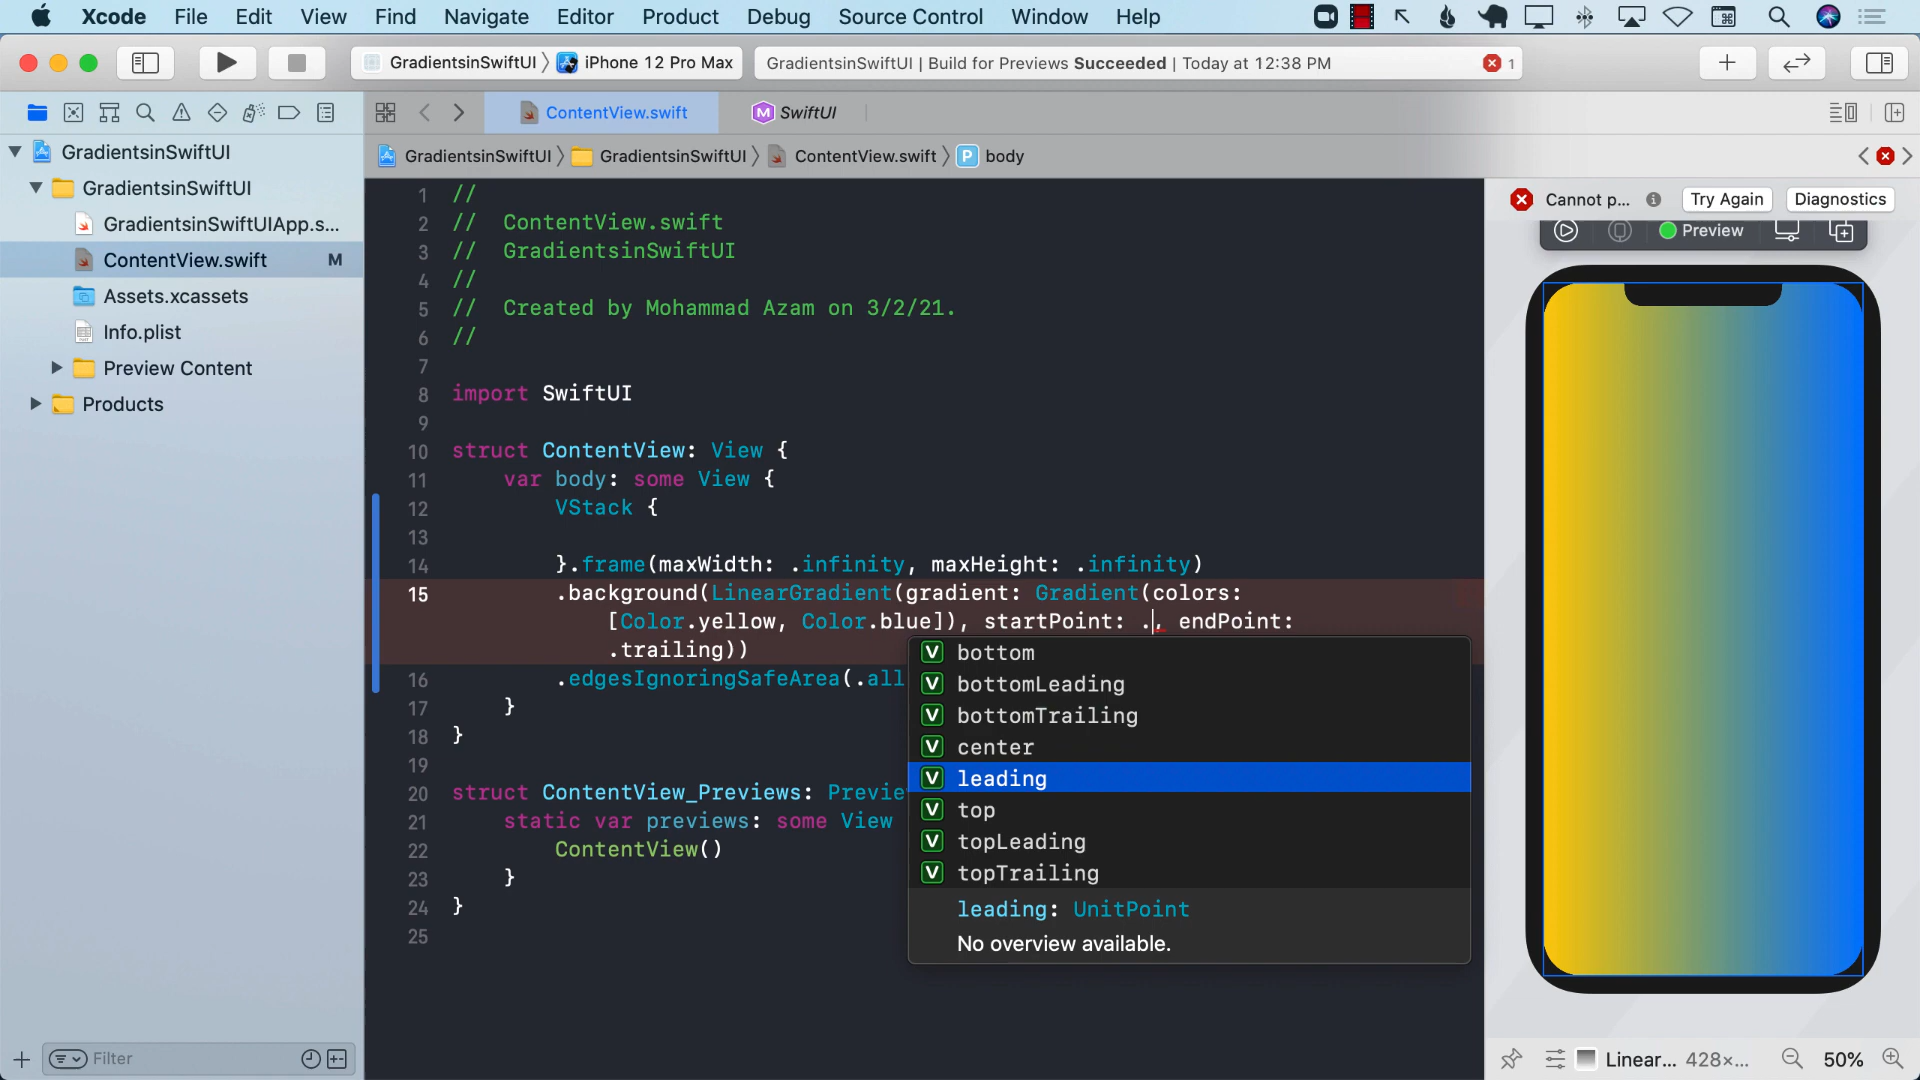 Xcode File Edit View Find Navigate Editor Product Debug Source Control Window Help
GradientsinSwiftUI iPhone 12 Pro Max GradientsinSwiftUI | Build for Previews Succeeded | Today at 12:38 PM 1
ContentView.swift M SwiftUI
GradientsinSwiftUI GradientsinSwiftUI GradientsinSwiftUI ContentView.swift P body
GradientsinSwiftUI
GradientsinSwiftUIApp.s...
ContentView.swift M
Assets.xcassets
Info.plist
Preview Content
Products
Filter
1 //
2 // ContentView.swift
3 // GradientsinSwiftUI
4 //
5 // Created by Mohammad Azam on 3/2/21.
6 //
7
8 import SwiftUI
9
10 struct ContentView: View {
11 var body: some View {
12 VStack {
13
14 }.frame(maxWidth: .infinity, maxHeight: .infinity)
15 .background(LinearGradient(gradient: Gradient(colors:
[Color.yellow, Color.blue]), startPoint: ., endPoint:
.trailing))
16 .edgesIgnoringSafeArea(.all
17 }
18 }
19
20 struct ContentView_Previews: Previe
21 static var previews: some View
22 ContentView()
23 }
24 }
25
V bottom
V bottomLeading
V bottomTrailing
V center
V leading
V top
V topLeading
V topTrailing
leading: UnitPoint
No overview available.
Cannot p... Try Again Diagnostics
Preview
Linear... 428×... 50%